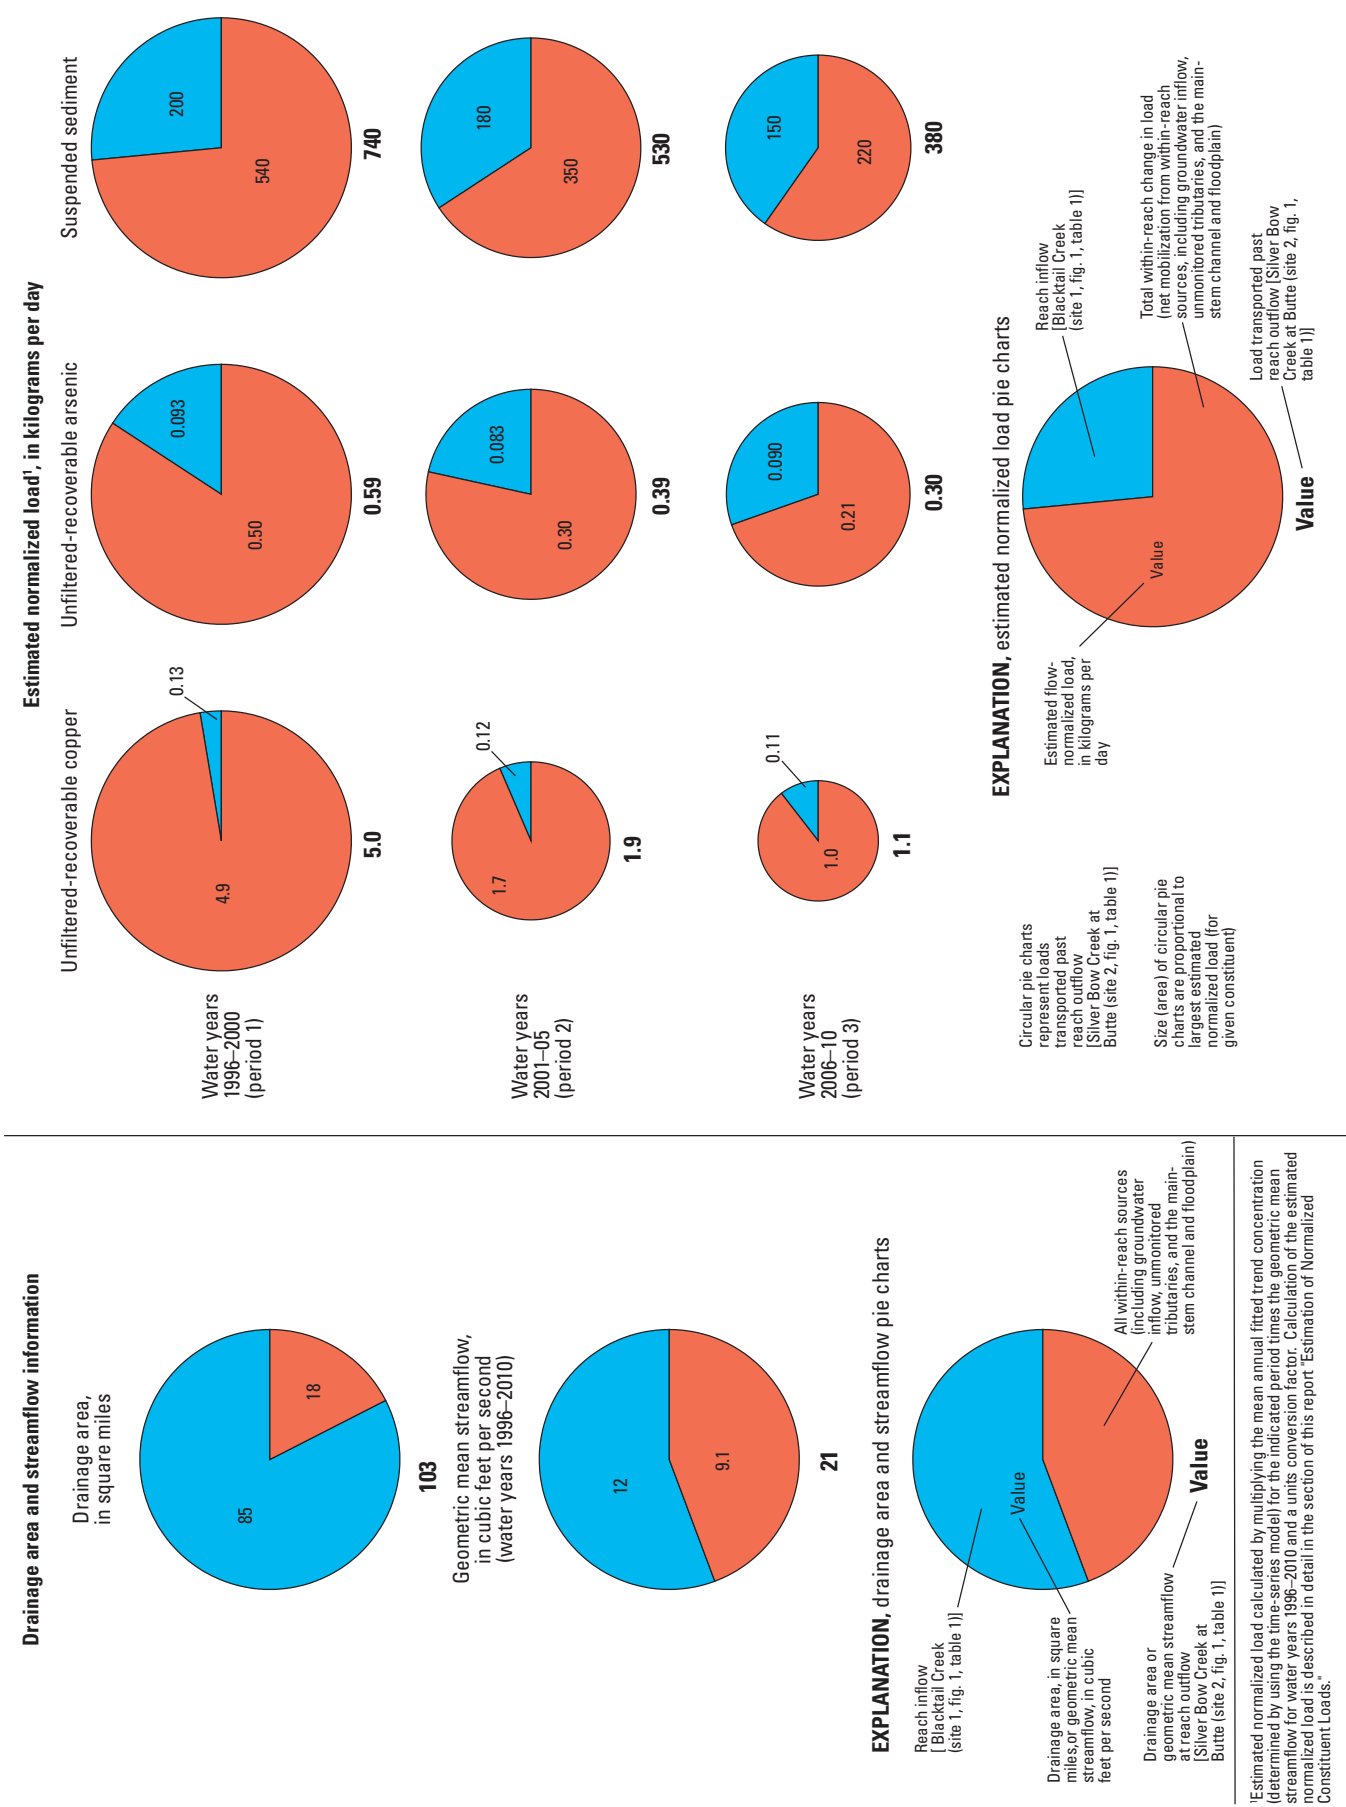 Drainage area and streamflow information
Drainage area,
in square miles
85
18
103
Geometric mean streamflow,
in cubic feet per second
(water years 1996–2010)
12
9.1
21
EXPLANATION, drainage area and streamflow pie charts
Reach inflow
[ Blacktail Creek
(site 1, fig. 1, table 1)]
Value
Drainage area, in square
miles,or geometric mean
streamflow, in cubic
feet per second
All within-reach sources
(including groundwater
inflow, unmonitored
tributaries, and the main-
stem channel and floodplain)
Drainage area or
geometric mean streamflow
at reach outflow
[Silver Bow Creek at
Butte (site 2, fig. 1, table 1)]
Value
Estimated normalized load¹, in kilograms per day
Unfiltered-recoverable copper
Unfiltered-recoverable arsenic
Suspended sediment
Water years
1996–2000
(period 1)
4.9
0.13
5.0
0.50
0.093
0.59
540
200
740
Water years
2001–05
(period 2)
1.7
0.12
1.9
0.30
0.083
0.39
350
180
530
Water years
2006–10
(period 3)
1.0
0.11
1.1
0.21
0.090
0.30
220
150
380
EXPLANATION, estimated normalized load pie charts
Circular pie charts
represent loads
transported past
reach outflow
[Silver Bow Creek at
Butte (site 2, fig. 1, table 1)]
Size (area) of circular pie
charts are proportional to
largest estimated
normalized load (for
given constituent)
Estimated flow-
normalized load,
in kilograms per
day
Value
Reach inflow
[Blacktail Creek
(site 1, fig. 1, table 1)]
Total within-reach change in load
(net mobilization from within-reach
sources, including groundwater inflow,
unmonitored tributaries, and the main-
stem channel and floodplain)
Value
Load transported past
reach outflow [Silver Bow
Creek at Butte (site 2, fig. 1,
table 1)]
¹Estimated normalized load calculated by multiplying the mean annual fitted trend concentration
(determined by using the time-series model) for the indicated period times the geometric mean
streamflow for water years 1996–2010 and a units conversion factor. Calculation of the estimated
normalized load is described in detail in the section of this report "Estimation of Normalized
Constituent Loads."